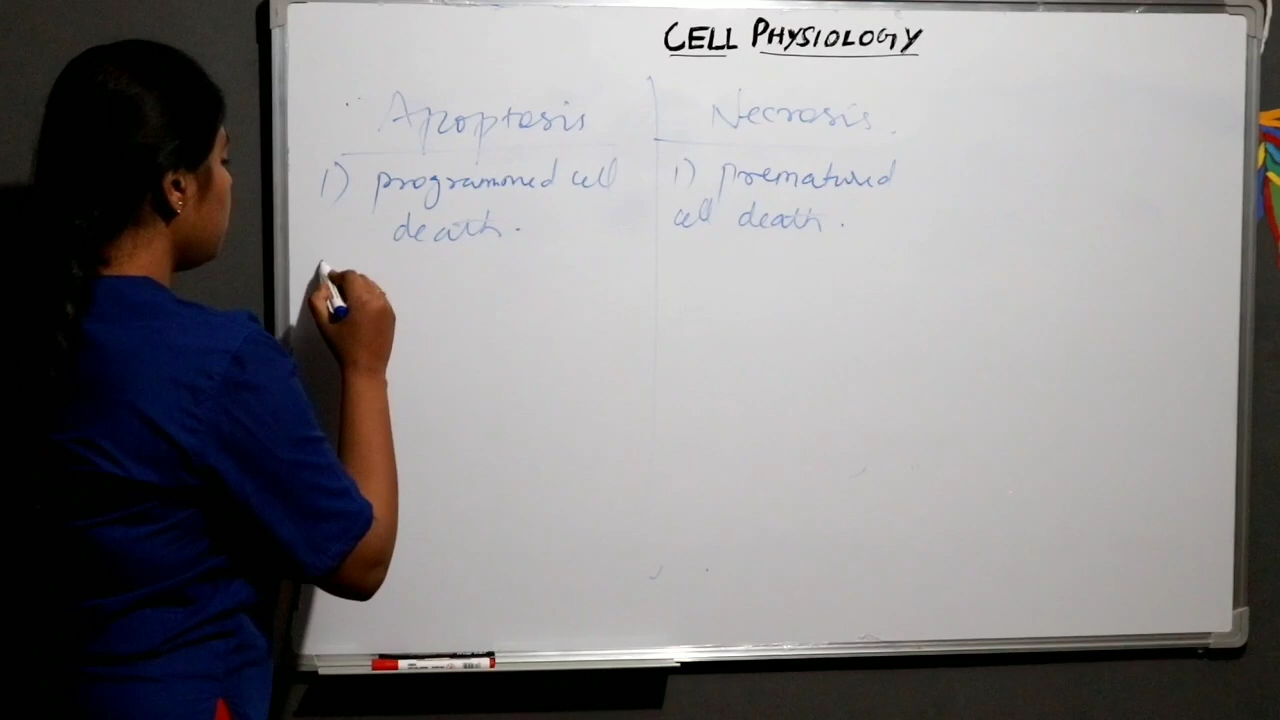 CELL PHYSIOLOGY
Apoptosis
Necrosis.
1) programmed cell
death.
1) prematured
cell death.